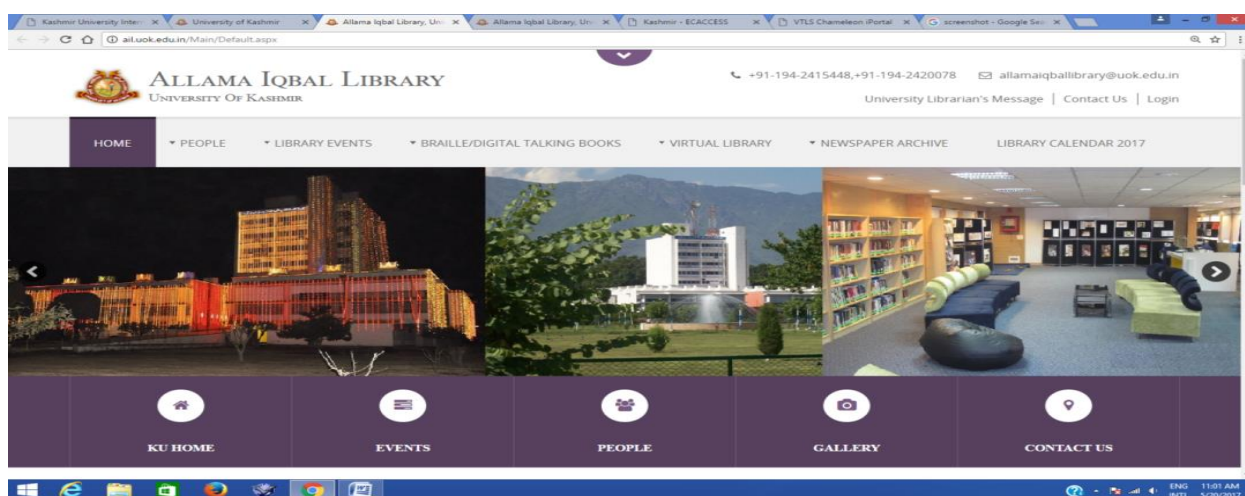 Kashmir University Intern
University of Kashmir
Allama Iqbal Library, Uni
Allama Iqbal Library, Uni
Kashmir - ECACCESS
VTLS Chameleon iPortal
screenshot - Google Sea
ail.uok.edu.in/Main/Default.aspx
ALLAMA IQBAL LIBRARY
UNIVERSITY OF KASHMIR
+91-194-2415448,+91-194-2420078 allamaiqballibrary@uok.edu.in
University Librarian's Message | Contact Us | Login
HOME PEOPLE LIBRARY EVENTS BRAILLE/DIGITAL TALKING BOOKS VIRTUAL LIBRARY NEWSPAPER ARCHIVE LIBRARY CALENDAR 2017
KU HOME EVENTS PEOPLE GALLERY CONTACT US
ENG 11:01 AM
INTL 5/20/2017